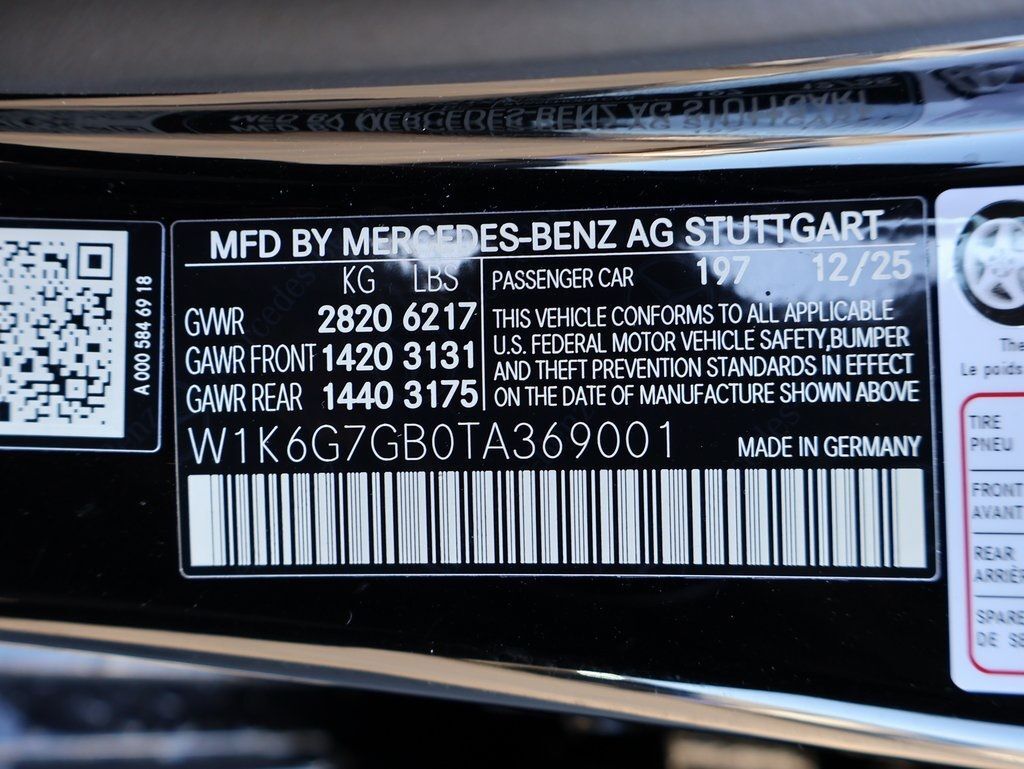 A 000 584 69 18
MFD BY MERCEDES-BENZ AG STUTTGART
KG LBS
GVWR 2820 6217
GAWR FRONT 1420 3131
GAWR REAR 1440 3175
PASSENGER CAR 197 12/25
THIS VEHICLE CONFORMS TO ALL APPLICABLE
U.S. FEDERAL MOTOR VEHICLE SAFETY,BUMPER
AND THEFT PREVENTION STANDARDS IN EFFECT
ON THE DATE OF MANUFACTURE SHOWN ABOVE
W1K6G7GB0TA369001
MADE IN GERMANY
The
Le poids
TIRE
PNEU
FRONT
AVANT
REAR
SPARE
DE